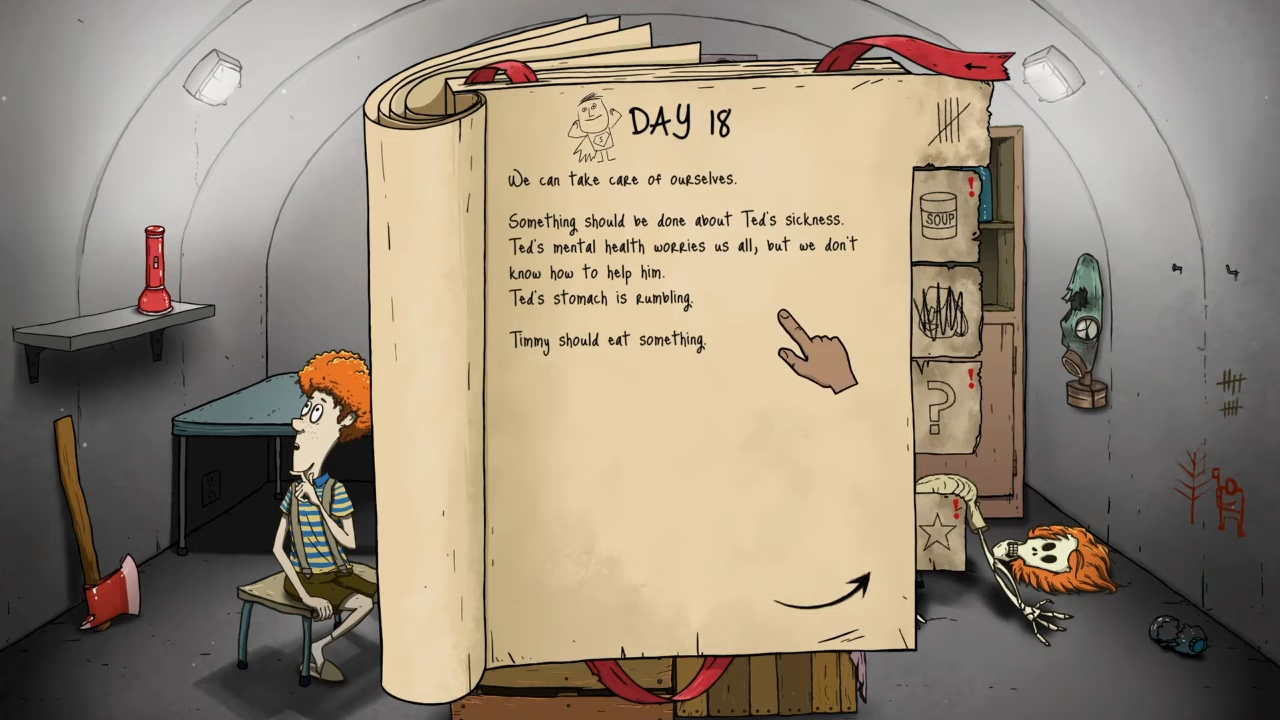 DAY 18
We can take care of ourselves.
Something should be done about Ted's sickness.
Ted's mental health worries us all, but we don't
know how to help him.
Ted's stomach is rumbling.
Timmy should eat something.
SOUP
!
?
!
!